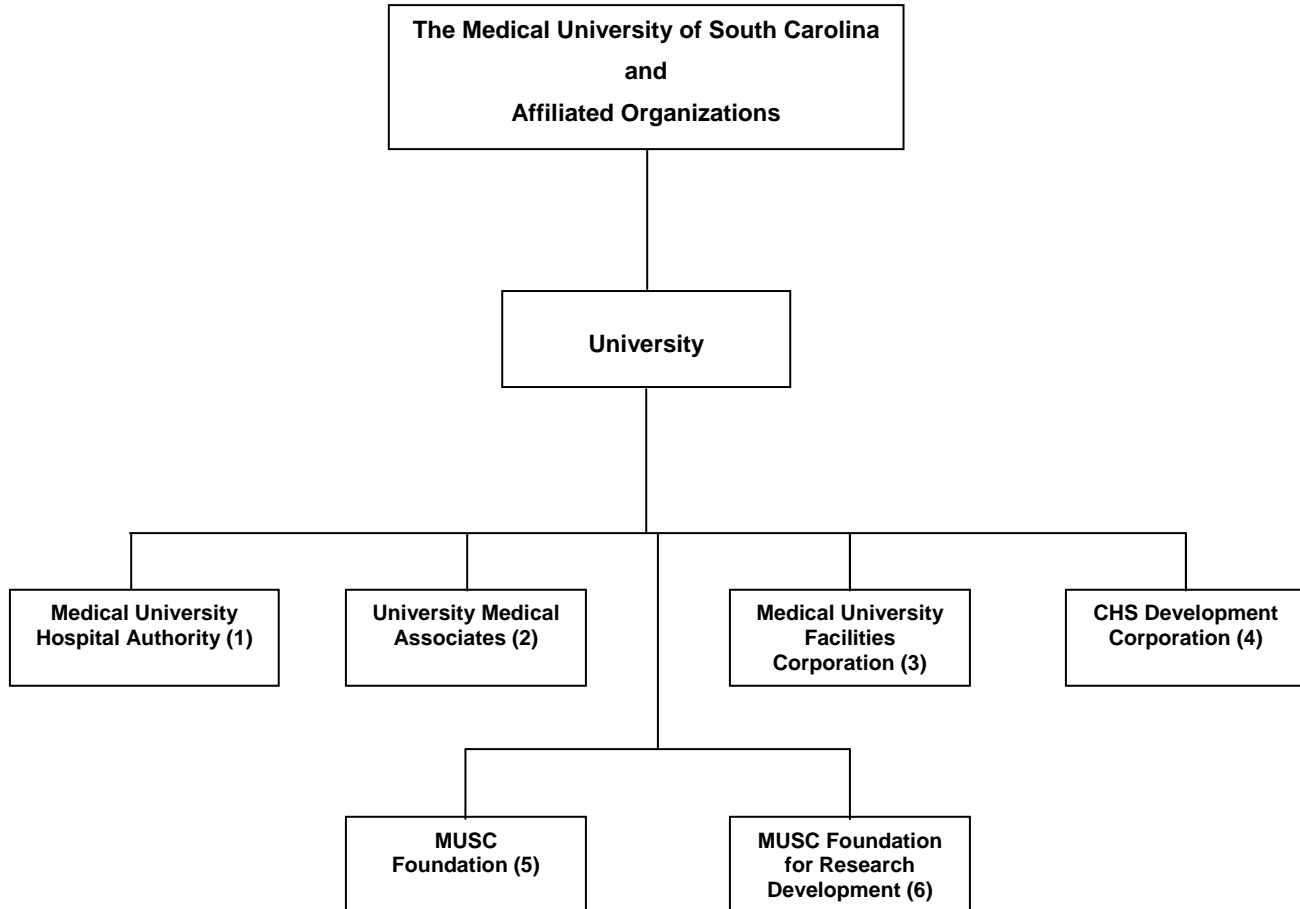 The Medical University of South Carolina
and
Affiliated Organizations
University
Medical University
Hospital Authority (1)
University Medical
Associates (2)
Medical University
Facilities
Corporation (3)
CHS Development
Corporation (4)
MUSC
Foundation (5)
MUSC Foundation
for Research
Development (6)